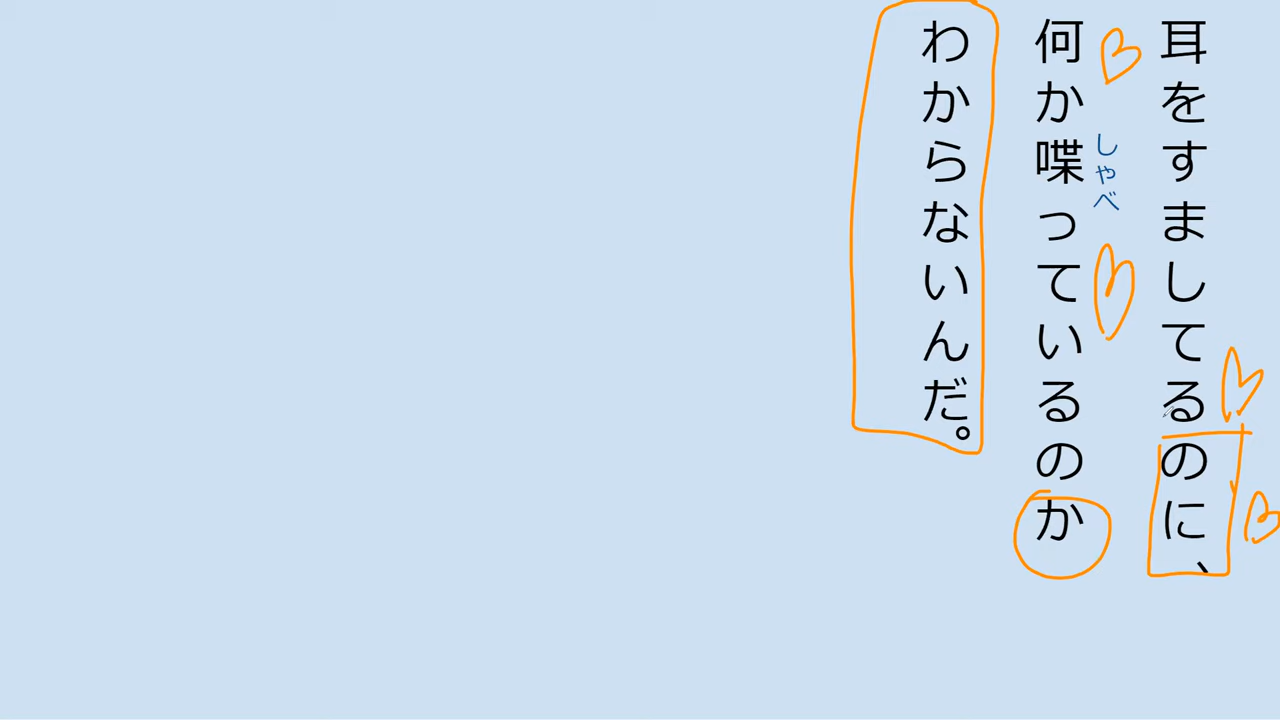 耳をすましてるのに、
何か喋っているのか
しゃべ
わからないんだ。